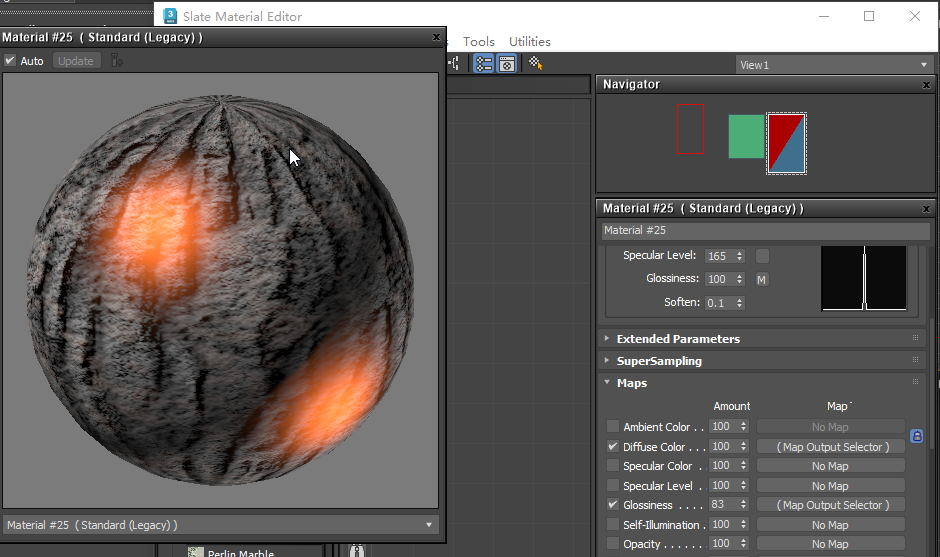 Slate Material Editor
Material #25 ( Standard (Legacy) )
Tools Utilities
Auto Update
View1
Navigator
Material #25 ( Standard (Legacy) )
Material #25
Specular Level: 165
Glossiness: 100 M
Soften: 0.1
Extended Parameters
SuperSampling
Maps
Amount Map
Ambient Color . . 100 No Map
Diffuse Color . . . 100 ( Map Output Selector )
Specular Color . 100 No Map
Specular Level . 100 No Map
Glossiness . . . . 83 ( Map Output Selector )
Self-Illumination . 100 No Map
Opacity . . . . . . 100 No Map
Material #25 ( Standard (Legacy) )
Perlin Marble